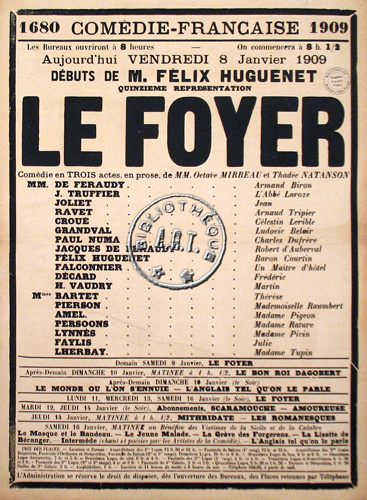 1680 COMÉDIE-FRANÇAISE 1909
Les Bureaux ouvriront à 8 heures — On commencera à 8 h. 1/2
Aujourd'hui VENDREDI 8 Janvier 1909
DÉBUTS DE M. FÉLIX HUGUENET
QUINZIÈME REPRÉSENTATION
LE FOYER
Comédie en TROIS actes, en prose, de MM. Octave MIRBEAU et Thadée NATANSON
MM. DE FERAUDY. Armand Biron
J. TRUFFIER L'Abbé Laroze
JOLIET Jean
RAVET Arnaud Tripier
CROUÉ Célestin Lerible
GRANDVAL Ludovic Belair
PAUL NUMA Charles Dufrère
JACQUES DE FÉRAUDY Robert d'Auberval
FÉLIX HUGUENET Baron Courtin
FALCONNIER Un Maître d'hôtel
DÉCARD Frédéric
H. VAUDRY Martin
Mmes BARTET Thérèse
PIERSON Mademoiselle Raumbert
AMEL Madame Pigeon
PERSOONS Madame Rature
LYNNÈS Madame Pivin
FAYLIS Julie
LHERBAY. Madame Tupin
BIBLIOTHÈQUE
A.R.T.
Demain SAMEDI 9 Janvier, LE FOYER
Après-Demain DIMANCHE 10 Janvier, MATINÉE à 1 h. 1/2, LE BON ROI DAGOBERT
Après-Demain DIMANCHE 10 Janvier (le Soir),
LE MONDE OU L'ON S'ENNUIE — L'ANGLAIS TEL QU'ON LE PARLE
LUNDI 11, MERCREDI 13, SAMEDI 16 Janvier (le Soir), LE FOYER
MARDI 12, JEUDI 14 Janvier (le Soir), Abonnements, SCARAMOUCHE — AMOUREUSE
JEUDI 14 Janvier, MATINÉE à 1 h. 1/2, MITHRIDATE — LES ROMANESQUES
SAMEDI 16 Janvier, MATINÉE au Bénéfice des Victimes de la Sicile et de la Calabre
Le Masque et le Bandeau. — Le Jeune Malade. — La Grève des Forgerons. — La Lisette de
Béranger. — Intermède (chant et poésies par les Artistes de la Comédie). — L'Anglais tel qu'on le parle
L'Administration se réserve le droit de disposer, dès l'ouverture des Bureaux, des Places retenues par Téléphone